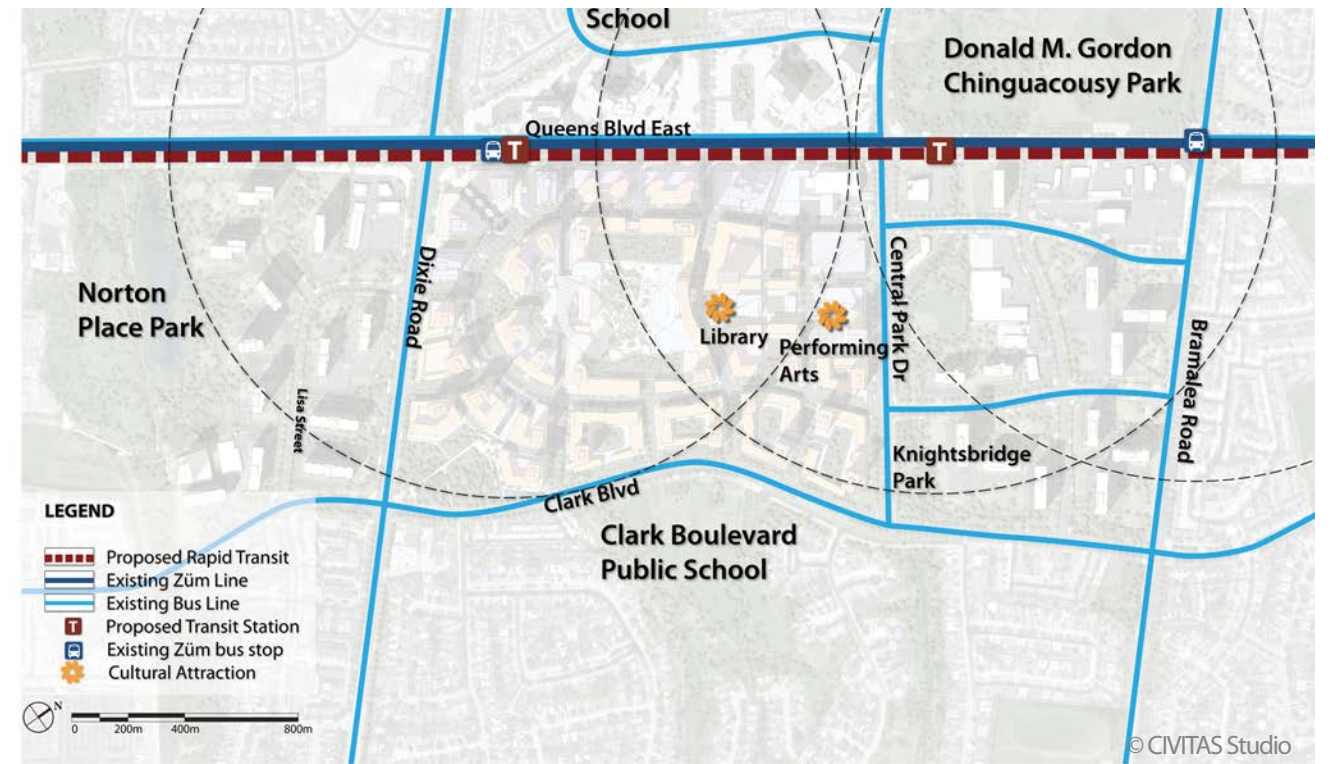 School
Donald M. Gordon
Chinguacousy Park
Queens Blvd East
T
T
Norton
Place Park
Dixie Road
Central Park Dr
Library
Performing
Arts
Bramalea Road
Lisa Street
Knightsbridge
Park
Clark Blvd
Clark Boulevard
Public School
LEGEND
Proposed Rapid Transit
Existing Züm Line
Existing Bus Line
T Proposed Transit Station
Existing Züm bus stop
Cultural Attraction
N
0 200m 400m 800m
© CIVITAS Studio